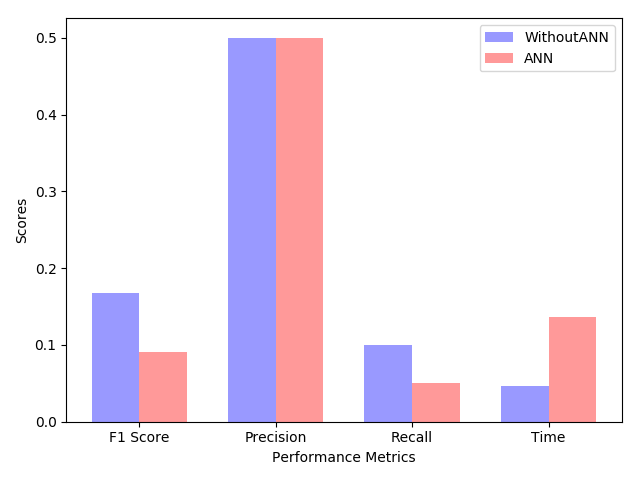 WithoutANN
ANN
0.5
0.4
0.3
0.2
0.1
0.0
Scores
F1 Score
Precision
Recall
Time
Performance Metrics